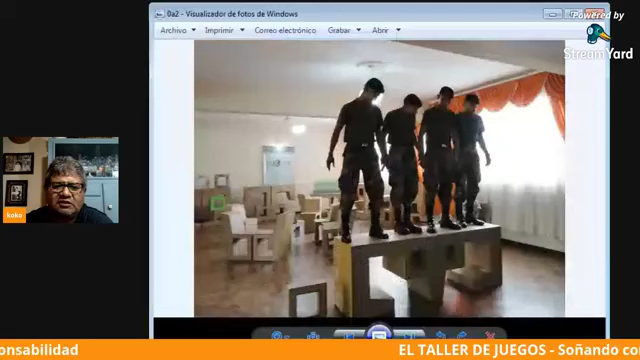 0a2 - Visualizador de fotos de Windows
Archivo Imprimir Correo electrónico Grabar Abrir
Powered by
StreamYard
koko
onsabilidad EL TALLER DE JUEGOS - Soñando co